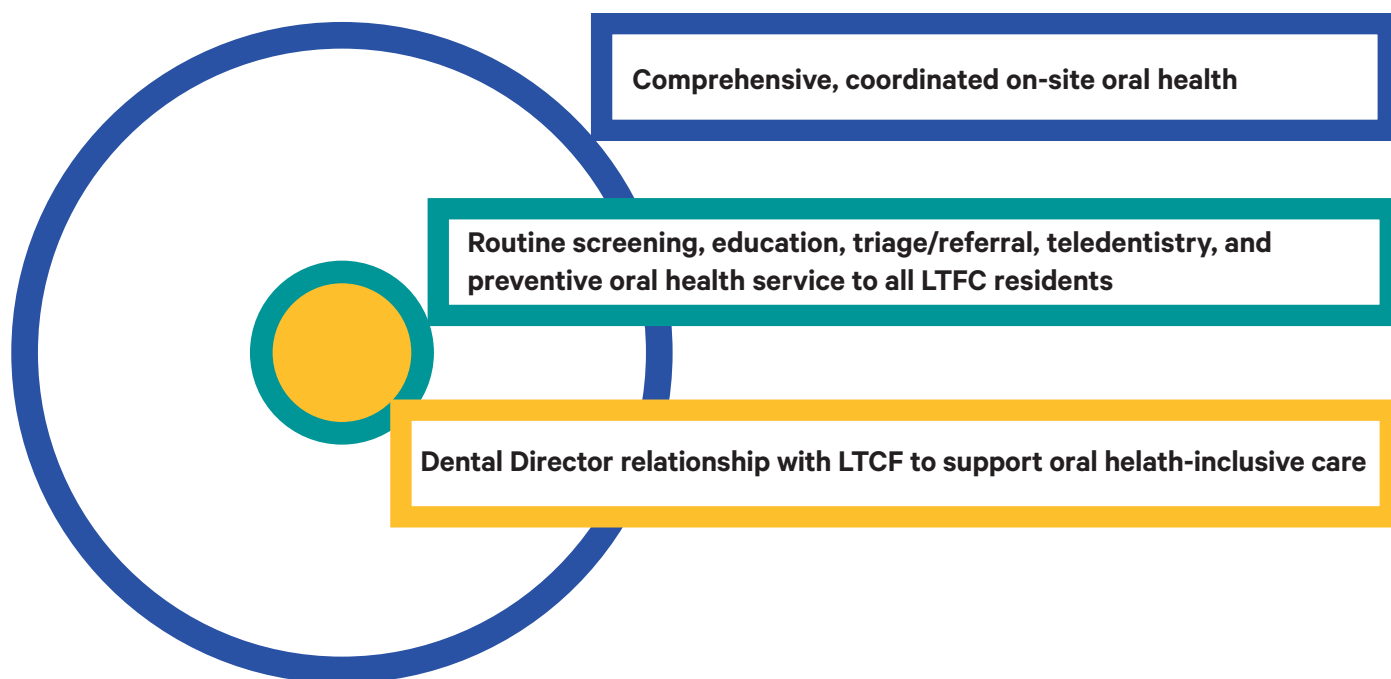 Comprehensive, coordinated on-site oral health
Routine screening, education, triage/referral, teledentistry, and
preventive oral health service to all LTFC residents
Dental Director relationship with LTCF to support oral helath-inclusive care